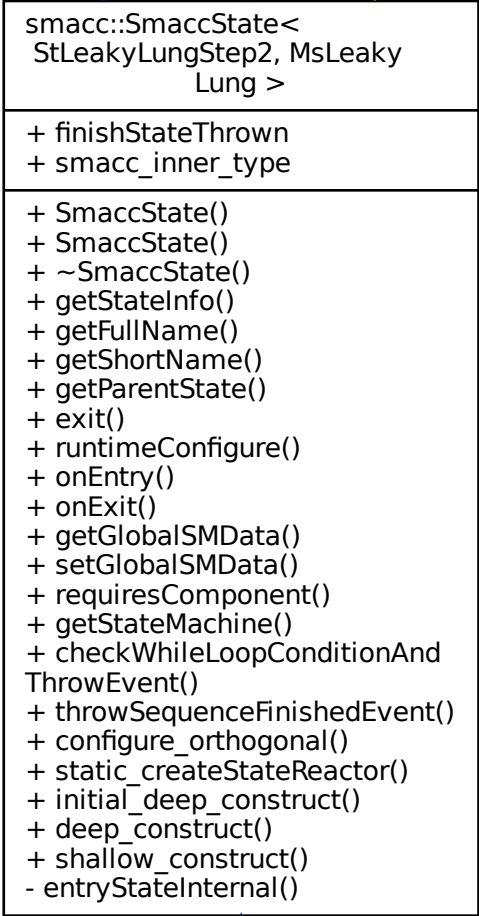 smacc::SmaccState<
StLeakyLungStep2, MsLeaky
Lung >
+ finishStateThrown
+ smacc_inner_type
+ SmaccState()
+ SmaccState()
+ ~SmaccState()
+ getStateInfo()
+ getFullName()
+ getShortName()
+ getParentState()
+ exit()
+ runtimeConfigure()
+ onEntry()
+ onExit()
+ getGlobalSMData()
+ setGlobalSMData()
+ requiresComponent()
+ getStateMachine()
+ checkWhileLoopConditionAnd
ThrowEvent()
+ throwSequenceFinishedEvent()
+ configure_orthogonal()
+ static_createStateReactor()
+ initial_deep_construct()
+ deep_construct()
+ shallow_construct()
- entryStateInternal()